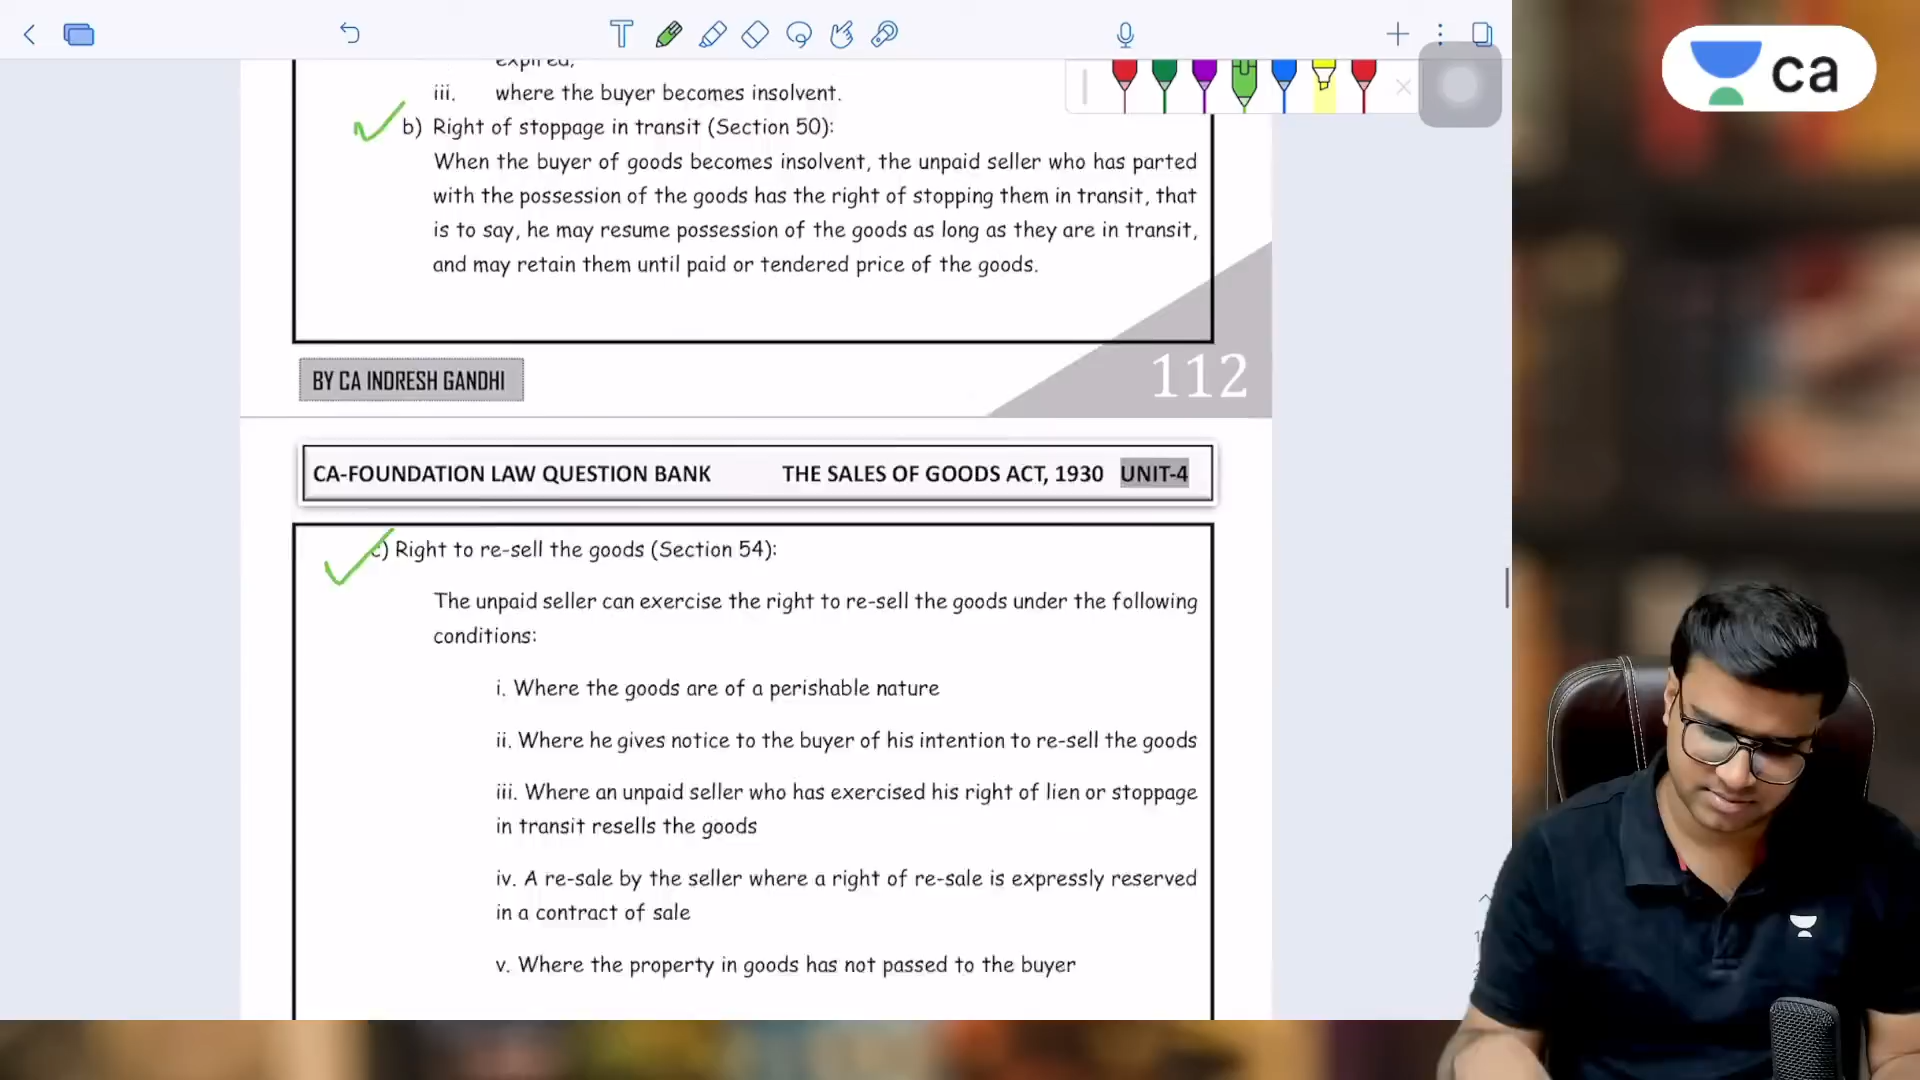 ca
expired,
iii. where the buyer becomes insolvent.
b) Right of stoppage in transit (Section 50):
When the buyer of goods becomes insolvent, the unpaid seller who has parted
with the possession of the goods has the right of stopping them in transit, that
is to say, he may resume possession of the goods as long as they are in transit,
and may retain them until paid or tendered price of the goods.
BY CA INDRESH GANDHI
112
CA-FOUNDATION LAW QUESTION BANK THE SALES OF GOODS ACT, 1930 UNIT-4
c) Right to re-sell the goods (Section 54):
The unpaid seller can exercise the right to re-sell the goods under the following
conditions:
i. Where the goods are of a perishable nature
ii. Where he gives notice to the buyer of his intention to re-sell the goods
iii. Where an unpaid seller who has exercised his right of lien or stoppage
in transit resells the goods
iv. A re-sale by the seller where a right of re-sale is expressly reserved
in a contract of sale
v. Where the property in goods has not passed to the buyer